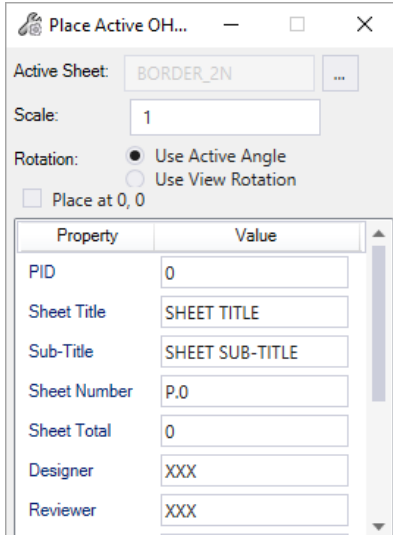 Place Active OH...
Active Sheet: BORDER_2N ...
Scale: 1
Rotation: Use Active Angle
Use View Rotation
Place at 0, 0
Property Value
PID 0
Sheet Title SHEET TITLE
Sub-Title SHEET SUB-TITLE
Sheet Number P.0
Sheet Total 0
Designer XXX
Reviewer XXX